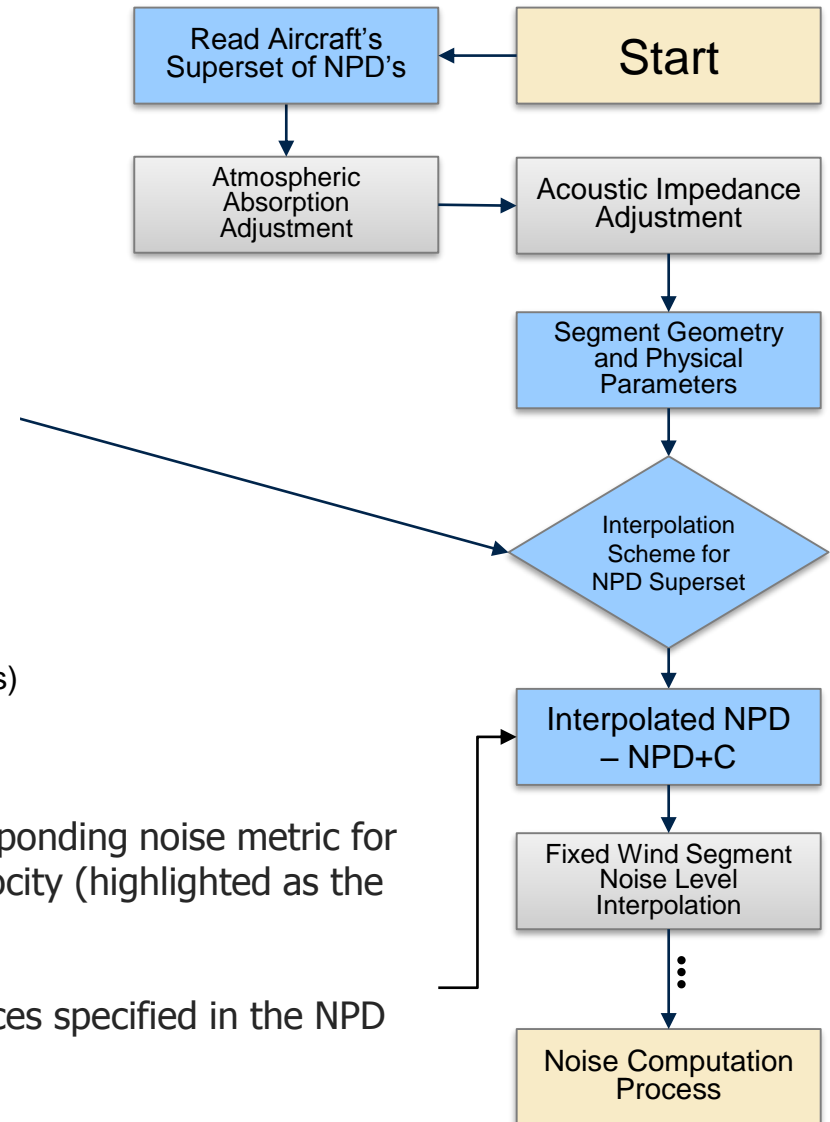 Start
Read Aircraft's
Superset of NPD's
Atmospheric
Absorption
Adjustment
Acoustic Impedance
Adjustment
Segment Geometry
and Physical
Parameters
Interpolation
Scheme for
NPD Superset
s)
Interpolated NPD
– NPD+C
ponding noise metric for
ocity (highlighted as the
Fixed Wind Segment
Noise Level
Interpolation
ces specified in the NPD
Noise Computation
Process